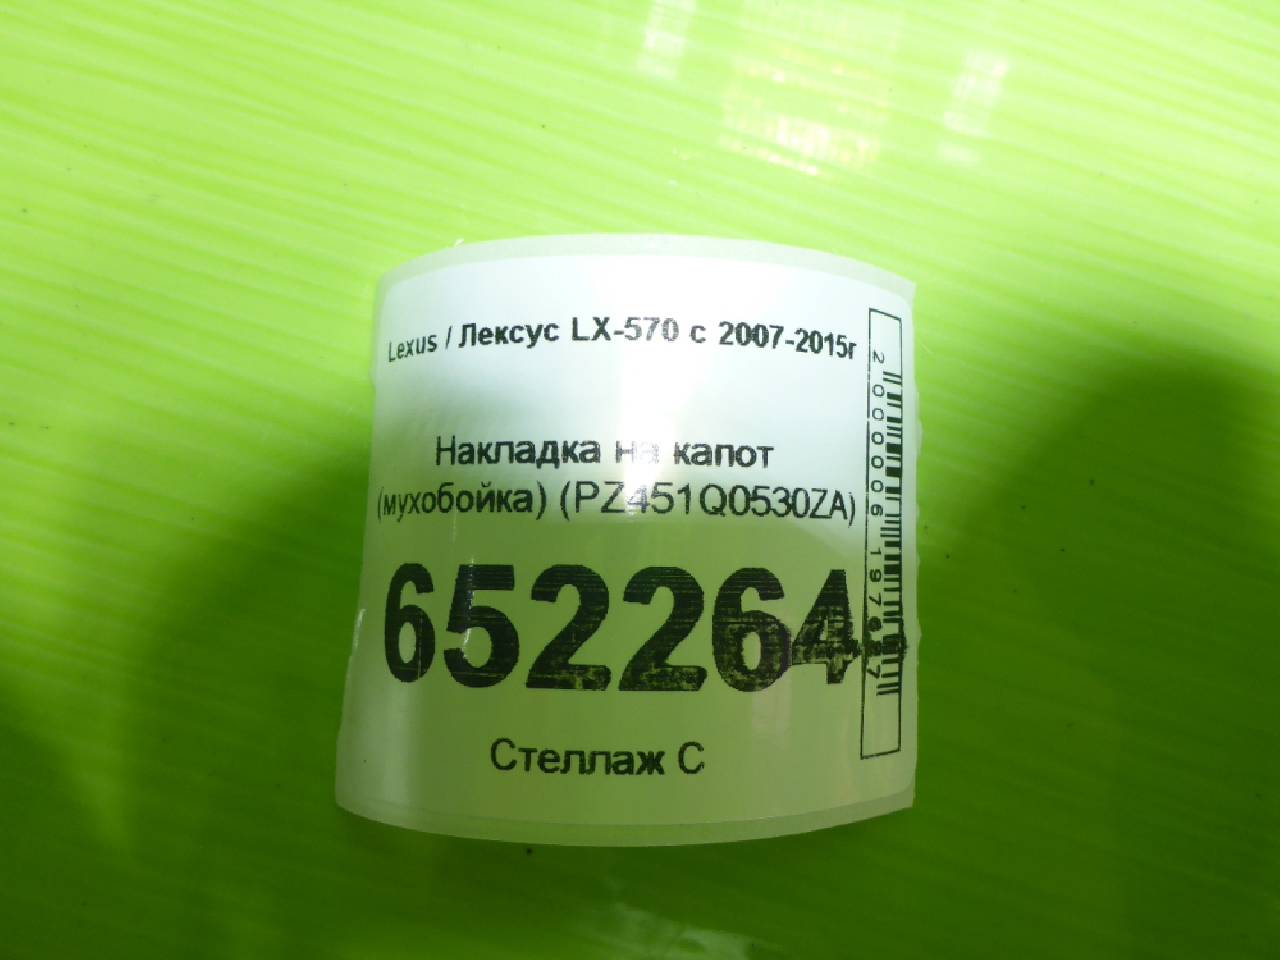 Lexus / Лексус LX-570 с 2007-2015г
Накладка на капот
(мухобойка) (PZ451Q0530ZA)
652264
Стеллаж С